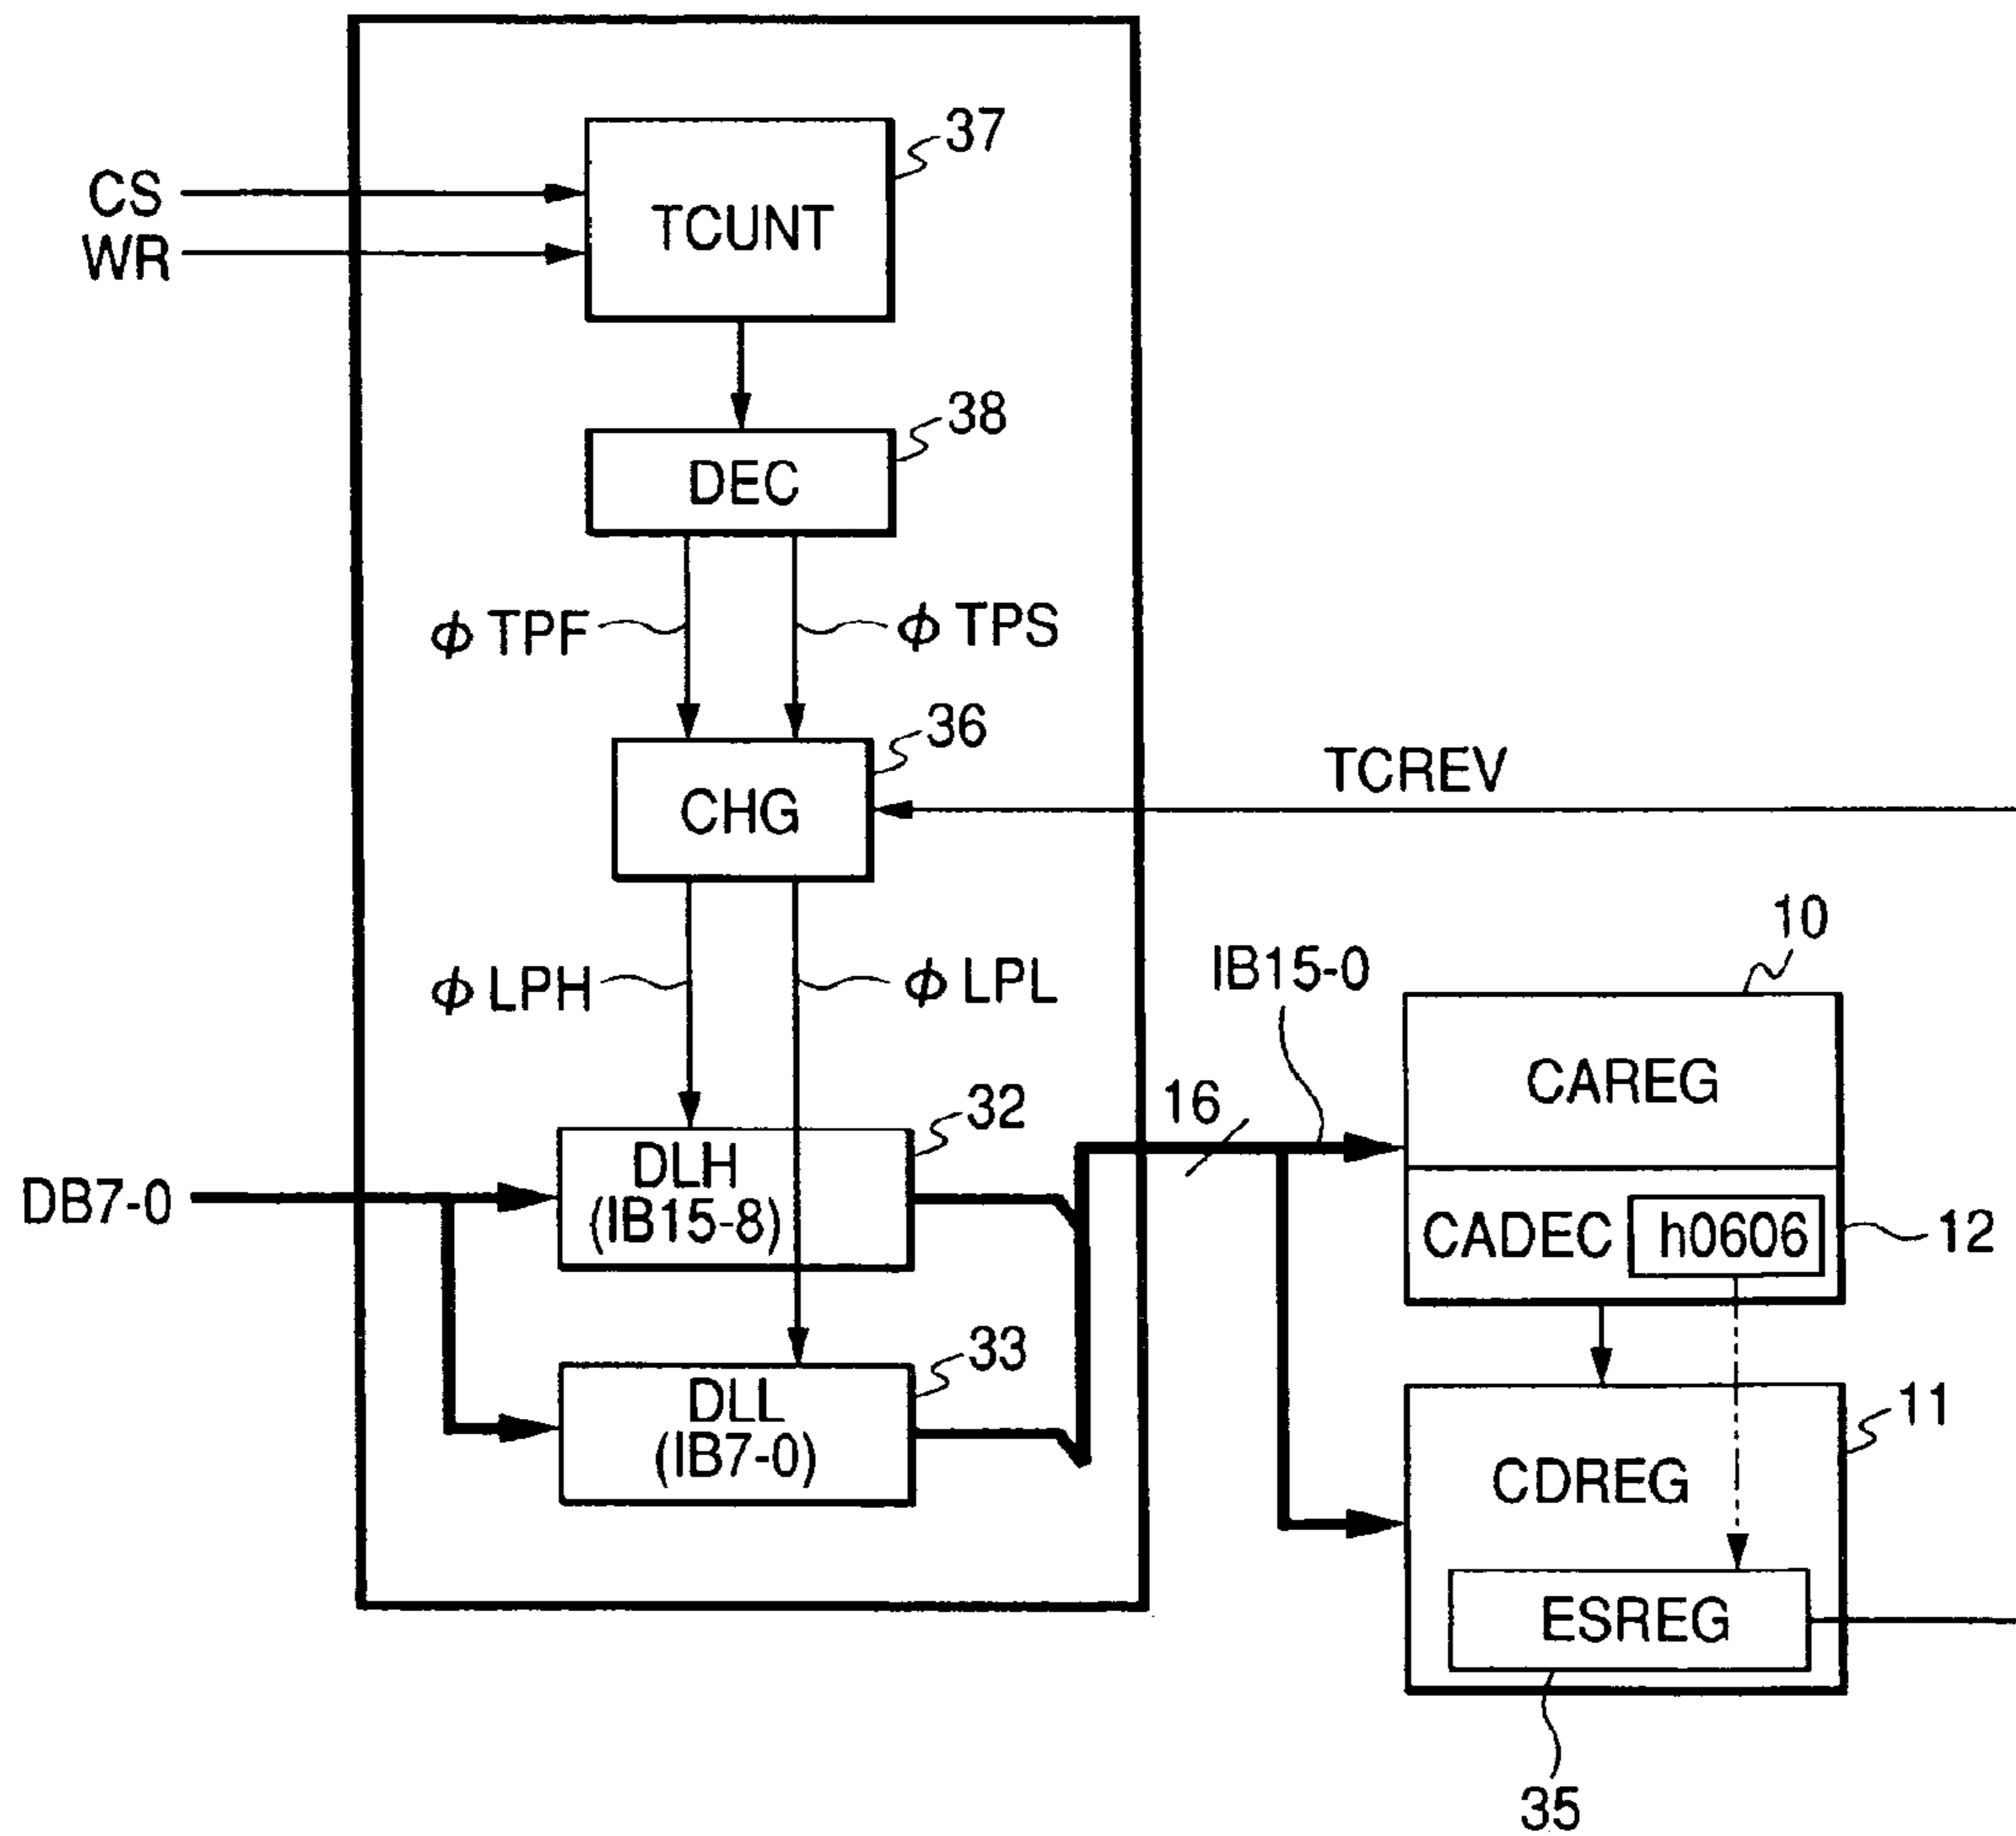 37
CS
WR
TCUNT
38
DEC
ϕ TPF
ϕ TPS
36
CHG
TCREV
10
ϕ LPH
ϕ LPL
IB15-0
CAREG
16
32
DLH
(IB15-8)
DB7-0
CADEC
h0606
12
33
DLL
(IB7-0)
11
CDREG
ESREG
35